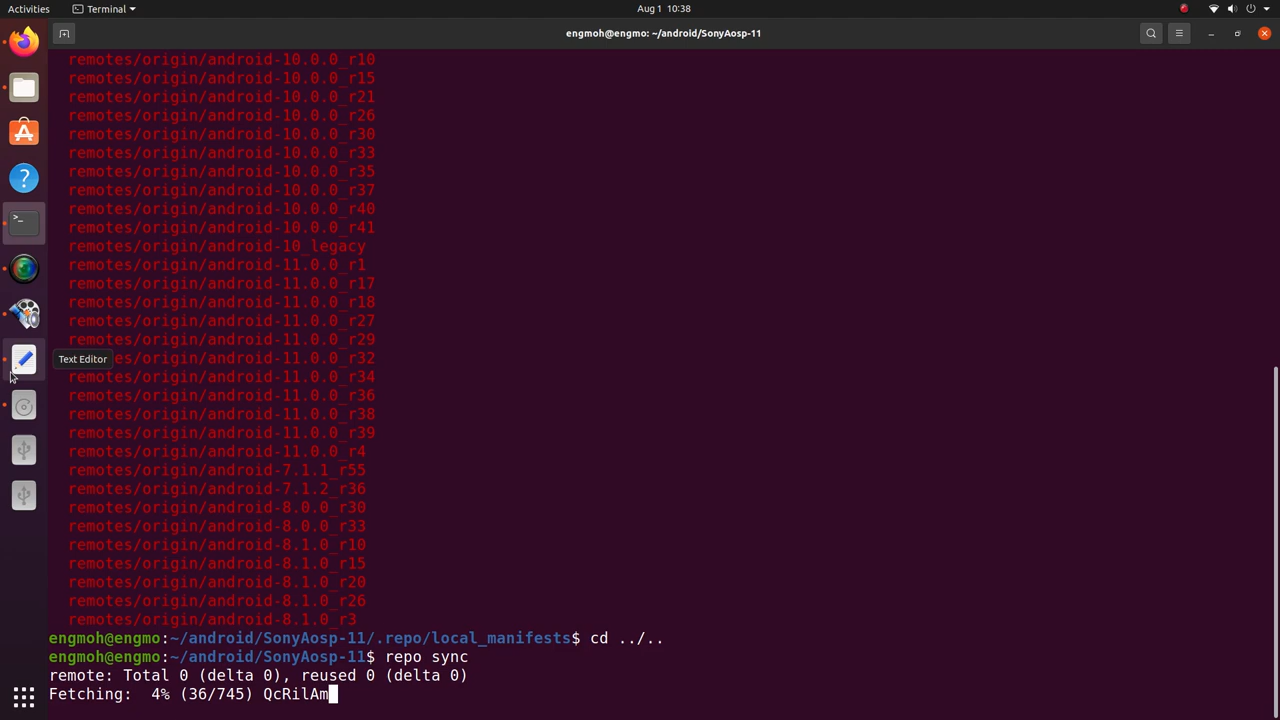 Activities
Terminal
Aug 1 10:38
engmoh@engmo: ~/android/SonyAosp-11
remotes/origin/android-10.0.0_r10
remotes/origin/android-10.0.0_r15
remotes/origin/android-10.0.0_r21
remotes/origin/android-10.0.0_r26
remotes/origin/android-10.0.0_r30
remotes/origin/android-10.0.0_r33
remotes/origin/android-10.0.0_r35
remotes/origin/android-10.0.0_r37
remotes/origin/android-10.0.0_r40
remotes/origin/android-10.0.0_r41
remotes/origin/android-10_legacy
remotes/origin/android-11.0.0_r1
remotes/origin/android-11.0.0_r17
remotes/origin/android-11.0.0_r18
remotes/origin/android-11.0.0_r27
remotes/origin/android-11.0.0_r29
Text Editor
tes/origin/android-11.0.0_r32
remotes/origin/android-11.0.0_r34
remotes/origin/android-11.0.0_r36
remotes/origin/android-11.0.0_r38
remotes/origin/android-11.0.0_r39
remotes/origin/android-11.0.0_r4
remotes/origin/android-7.1.1_r55
remotes/origin/android-7.1.2_r36
remotes/origin/android-8.0.0_r30
remotes/origin/android-8.0.0_r33
remotes/origin/android-8.1.0_r10
remotes/origin/android-8.1.0_r15
remotes/origin/android-8.1.0_r20
remotes/origin/android-8.1.0_r26
remotes/origin/android-8.1.0_r3
engmoh@engmo:~/android/SonyAosp-11/.repo/local_manifests$ cd ../..
engmoh@engmo:~/android/SonyAosp-11$ repo sync
remote: Total 0 (delta 0), reused 0 (delta 0)
Fetching:  4% (36/745) QcRilAm